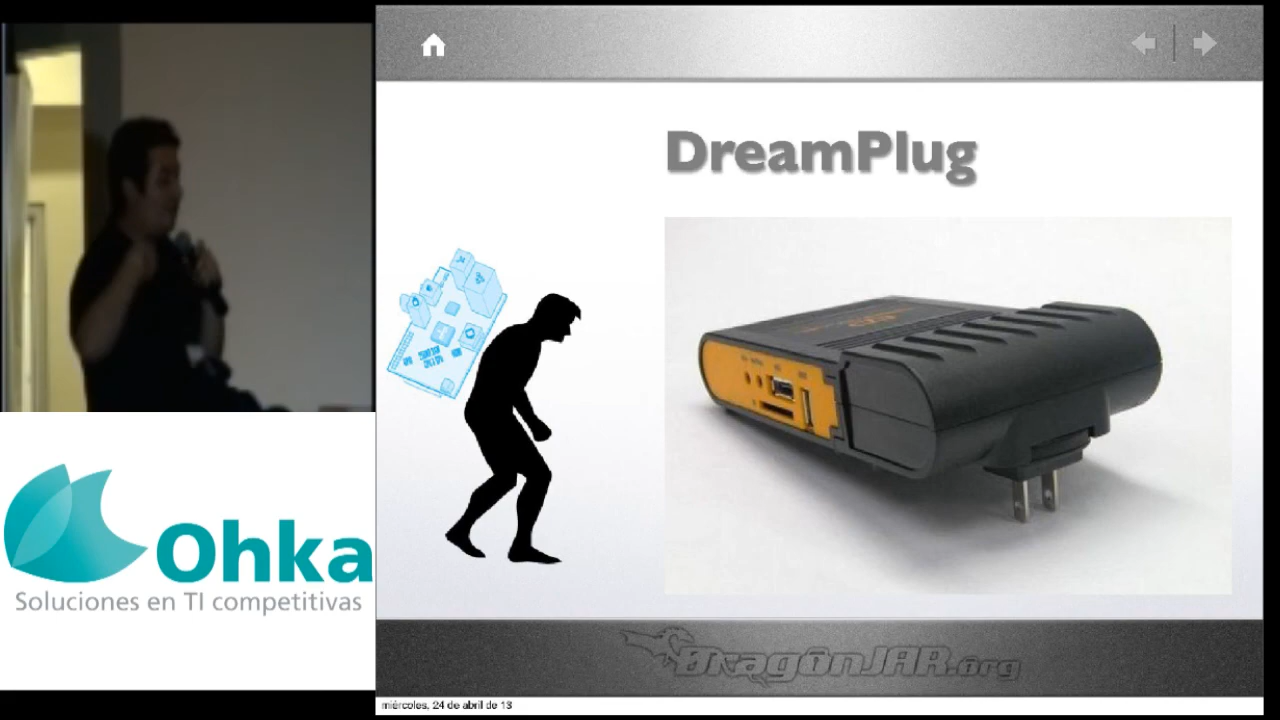 DreamPlug
Ohka
Soluciones en TI competitivas
DragonJAR.org
miércoles, 24 de abril de 13